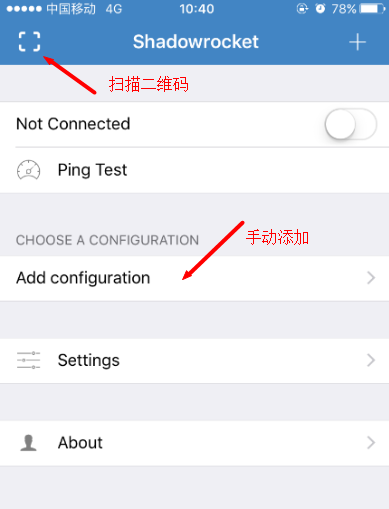 中国移动 4G 10:40 78%
Shadowrocket
扫描二维码
Not Connected
Ping Test
CHOOSE A CONFIGURATION
手动添加
Add configuration
Settings
About